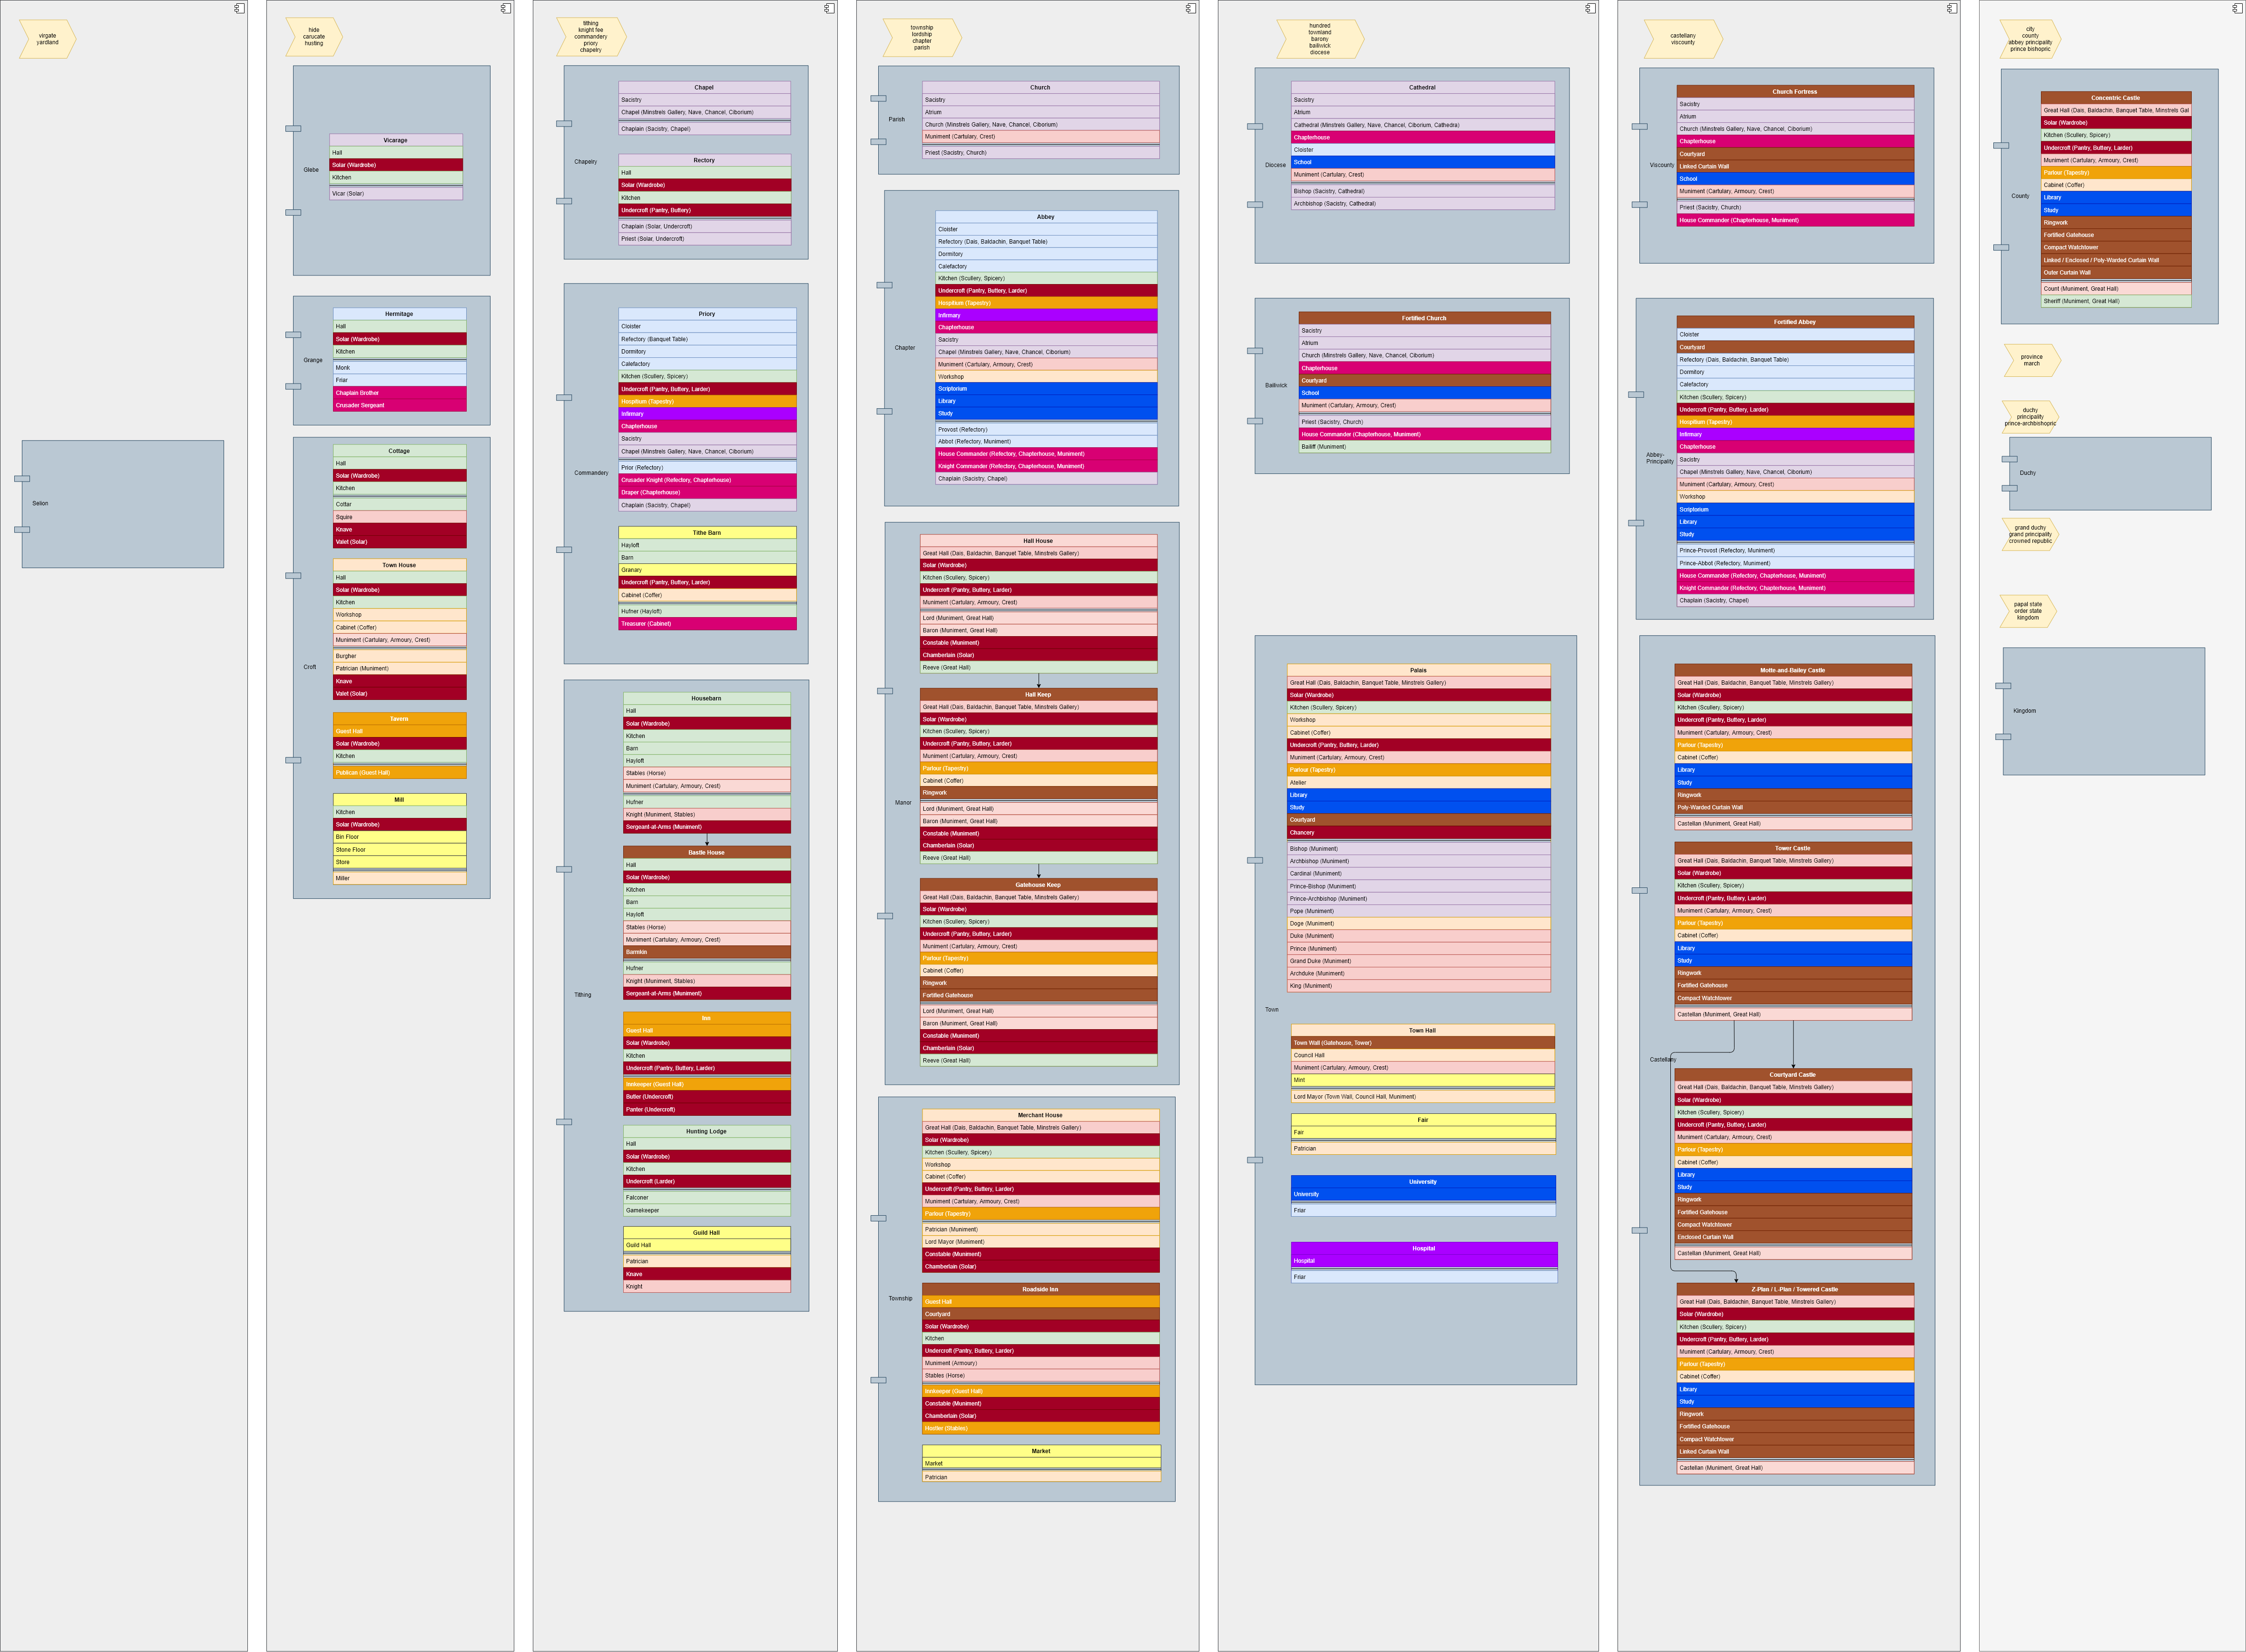 virgate
yardland
Selion
hide
carucate
husting
Glebe
Vicarage
Hall
Solar (Wardrobe)
Kitchen
Vicar (Solar)
Grange
Hermitage
Hall
Solar (Wardrobe)
Kitchen
Monk
Friar
Chaplain Brother
Crusader Sergeant
Croft
Cottage
Hall
Solar (Wardrobe)
Kitchen
Cottar
Squire
Knave
Valet (Solar)
Town House
Hall
Solar (Wardrobe)
Kitchen
Workshop
Cabinet (Coffer)
Muniment (Cartulary, Armoury, Crest)
Burgher
Patrician (Muniment)
Knave
Valet (Solar)
Tavern
Guest Hall
Solar (Wardrobe)
Kitchen
Publican (Guest Hall)
Mill
Kitchen
Solar (Wardrobe)
Bin Floor
Stone Floor
Store
Miller
tithing
knight fee
commandery
priory
chapelry
Chapelry
Chapel
Sacistry
Chapel (Minstrels Gallery, Nave, Chancel, Ciborium)
Chaplain (Sacistry, Chapel)
Rectory
Hall
Solar (Wardrobe)
Kitchen
Undercroft (Pantry, Buttery)
Chaplain (Solar, Undercroft)
Priest (Solar, Undercroft)
Commandery
Priory
Cloister
Refectory (Banquet Table)
Dormitory
Calefactory
Kitchen (Scullery, Spicery)
Undercroft (Pantry, Buttery, Larder)
Hospitium (Tapestry)
Infirmary
Chapterhouse
Sacistry
Chapel (Minstrels Gallery, Nave, Chancel, Ciborium)
Prior (Refectory)
Crusader Knight (Refectory, Chapterhouse)
Draper (Chapterhouse)
Chaplain (Sacistry, Chapel)
Tithe Barn
Hayloft
Barn
Granary
Undercroft (Pantry, Buttery, Larder)
Cabinet (Coffer)
Hufner (Hayloft)
Treasurer (Cabinet)
Tithing
Housebarn
Hall
Solar (Wardrobe)
Kitchen
Barn
Hayloft
Stables (Horse)
Muniment (Cartulary, Armoury, Crest)
Hufner
Knight (Muniment, Stables)
Sergeant-at-Arms (Muniment)
Bastle House
Hall
Solar (Wardrobe)
Kitchen
Barn
Hayloft
Stables (Horse)
Muniment (Cartulary, Armoury, Crest)
Barmkin
Hufner
Knight (Muniment, Stables)
Sergeant-at-Arms (Muniment)
Inn
Guest Hall
Solar (Wardrobe)
Kitchen
Undercroft (Pantry, Buttery, Larder)
Innkeeper (Guest Hall)
Butler (Undercroft)
Panter (Undercroft)
Hunting Lodge
Hall
Solar (Wardrobe)
Kitchen
Undercroft (Larder)
Falconer
Gamekeeper
Guild Hall
Guild Hall
Patrician
Knave
Knight
township
lordship
chapter
parish
Parish
Church
Sacistry
Atrium
Church (Minstrels Gallery, Nave, Chancel, Ciborium)
Muniment (Cartulary, Crest)
Priest (Sacistry, Church)
Chapter
Abbey
Cloister
Refectory (Dais, Baldachin, Banquet Table)
Dormitory
Calefactory
Kitchen (Scullery, Spicery)
Undercroft (Pantry, Buttery, Larder)
Hospitium (Tapestry)
Infirmary
Chapterhouse
Sacistry
Chapel (Minstrels Gallery, Nave, Chancel, Ciborium)
Muniment (Cartulary, Armoury, Crest)
Workshop
Scriptorium
Library
Study
Provost (Refectory)
Abbot (Refectory, Muniment)
House Commander (Refectory, Chapterhouse, Muniment)
Knight Commander (Refectory, Chapterhouse, Muniment)
Chaplain (Sacistry, Chapel)
Manor
Hall House
Great Hall (Dais, Baldachin, Banquet Table, Minstrels Gallery)
Solar (Wardrobe)
Kitchen (Scullery, Spicery)
Undercroft (Pantry, Buttery, Larder)
Muniment (Cartulary, Armoury, Crest)
Lord (Muniment, Great Hall)
Baron (Muniment, Great Hall)
Constable (Muniment)
Chamberlain (Solar)
Reeve (Great Hall)
Hall Keep
Great Hall (Dais, Baldachin, Banquet Table, Minstrels Gallery)
Solar (Wardrobe)
Kitchen (Scullery, Spicery)
Undercroft (Pantry, Buttery, Larder)
Muniment (Cartulary, Armoury, Crest)
Parlour (Tapestry)
Cabinet (Coffer)
Ringwork
Lord (Muniment, Great Hall)
Baron (Muniment, Great Hall)
Constable (Muniment)
Chamberlain (Solar)
Reeve (Great Hall)
Gatehouse Keep
Great Hall (Dais, Baldachin, Banquet Table, Minstrels Gallery)
Solar (Wardrobe)
Kitchen (Scullery, Spicery)
Undercroft (Pantry, Buttery, Larder)
Muniment (Cartulary, Armoury, Crest)
Parlour (Tapestry)
Cabinet (Coffer)
Ringwork
Fortified Gatehouse
Lord (Muniment, Great Hall)
Baron (Muniment, Great Hall)
Constable (Muniment)
Chamberlain (Solar)
Reeve (Great Hall)
Township
Merchant House
Great Hall (Dais, Baldachin, Banquet Table, Minstrels Gallery)
Solar (Wardrobe)
Kitchen (Scullery, Spicery)
Workshop
Cabinet (Coffer)
Undercroft (Pantry, Buttery, Larder)
Muniment (Cartulary, Armoury, Crest)
Parlour (Tapestry)
Patrician (Muniment)
Lord Mayor (Muniment)
Constable (Muniment)
Chamberlain (Solar)
Roadside Inn
Guest Hall
Courtyard
Solar (Wardrobe)
Kitchen
Undercroft (Pantry, Buttery, Larder)
Muniment (Armoury)
Stables (Horse)
Innkeeper (Guest Hall)
Constable (Muniment)
Chamberlain (Solar)
Hostler (Stables)
Market
Market
Patrician
hundred
townland
barony
bailiwick
diocese
Diocese
Cathedral
Sacistry
Atrium
Cathedral (Minstrels Gallery, Nave, Chancel, Ciborium, Cathedra)
Chapterhouse
Cloister
School
Muniment (Cartulary, Crest)
Bishop (Sacistry, Cathedral)
Archbishop (Sacistry, Cathedral)
Bailiwick
Fortified Church
Sacistry
Atrium
Church (Minstrels Gallery, Nave, Chancel, Ciborium)
Chapterhouse
Courtyard
School
Muniment (Cartulary, Armoury, Crest)
Priest (Sacistry, Church)
House Commander (Chapterhouse, Muniment)
Bailiff (Muniment)
Town
Palais
Great Hall (Dais, Baldachin, Banquet Table, Minstrels Gallery)
Solar (Wardrobe)
Kitchen (Scullery, Spicery)
Workshop
Cabinet (Coffer)
Undercroft (Pantry, Buttery, Larder)
Muniment (Cartulary, Armoury, Crest)
Parlour (Tapestry)
Atelier
Library
Study
Courtyard
Chancery
Bishop (Muniment)
Archbishop (Muniment)
Cardinal (Muniment)
Prince-Bishop (Muniment)
Prince-Archbishop (Muniment)
Pope (Muniment)
Doge (Muniment)
Duke (Muniment)
Prince (Muniment)
Grand Duke (Muniment)
Archduke (Muniment)
King (Muniment)
Town Hall
Town Wall (Gatehouse, Tower)
Council Hall
Muniment (Cartulary, Armoury, Crest)
Mint
Lord Mayor (Town Wall, Council Hall, Muniment)
Fair
Fair
Patrician
University
University
Friar
Hospital
Hospital
Friar
castellany
viscounty
Viscounty
Church Fortress
Sacistry
Atrium
Church (Minstrels Gallery, Nave, Chancel, Ciborium)
Chapterhouse
Courtyard
Linked Curtain Wall
School
Muniment (Cartulary, Armoury, Crest)
Priest (Sacistry, Church)
House Commander (Chapterhouse, Muniment)
Abbey-
Principality
Fortified Abbey
Cloister
Courtyard
Refectory (Dais, Baldachin, Banquet Table)
Dormitory
Calefactory
Kitchen (Scullery, Spicery)
Undercroft (Pantry, Buttery, Larder)
Hospitium (Tapestry)
Infirmary
Chapterhouse
Sacistry
Chapel (Minstrels Gallery, Nave, Chancel, Ciborium)
Muniment (Cartulary, Armoury, Crest)
Workshop
Scriptorium
Library
Study
Prince-Provost (Refectory, Muniment)
Prince-Abbot (Refectory, Muniment)
House Commander (Refectory, Chapterhouse, Muniment)
Knight Commander (Refectory, Chapterhouse, Muniment)
Chaplain (Sacistry, Chapel)
Castellany
Motte-and-Bailey Castle
Great Hall (Dais, Baldachin, Banquet Table, Minstrels Gallery)
Solar (Wardrobe)
Kitchen (Scullery, Spicery)
Undercroft (Pantry, Buttery, Larder)
Muniment (Cartulary, Armoury, Crest)
Parlour (Tapestry)
Cabinet (Coffer)
Library
Study
Ringwork
Poly-Warded Curtain Wall
Castellan (Muniment, Great Hall)
Tower Castle
Great Hall (Dais, Baldachin, Banquet Table, Minstrels Gallery)
Solar (Wardrobe)
Kitchen (Scullery, Spicery)
Undercroft (Pantry, Buttery, Larder)
Muniment (Cartulary, Armoury, Crest)
Parlour (Tapestry)
Cabinet (Coffer)
Library
Study
Ringwork
Fortified Gatehouse
Compact Watchtower
Castellan (Muniment, Great Hall)
Courtyard Castle
Great Hall (Dais, Baldachin, Banquet Table, Minstrels Gallery)
Solar (Wardrobe)
Kitchen (Scullery, Spicery)
Undercroft (Pantry, Buttery, Larder)
Muniment (Cartulary, Armoury, Crest)
Parlour (Tapestry)
Cabinet (Coffer)
Library
Study
Ringwork
Fortified Gatehouse
Compact Watchtower
Enclosed Curtain Wall
Castellan (Muniment, Great Hall)
Z-Plan / L-Plan / Towered Castle
Great Hall (Dais, Baldachin, Banquet Table, Minstrels Gallery)
Solar (Wardrobe)
Kitchen (Scullery, Spicery)
Undercroft (Pantry, Buttery, Larder)
Muniment (Cartulary, Armoury, Crest)
Parlour (Tapestry)
Cabinet (Coffer)
Library
Study
Ringwork
Fortified Gatehouse
Compact Watchtower
Linked Curtain Wall
Castellan (Muniment, Great Hall)
city
county
abbey principality
prince bishopric
County
Concentric Castle
Great Hall (Dais, Baldachin, Banquet Table, Minstrels Gal
Solar (Wardrobe)
Kitchen (Scullery, Spicery)
Undercroft (Pantry, Buttery, Larder)
Muniment (Cartulary, Armoury, Crest)
Parlour (Tapestry)
Cabinet (Coffer)
Library
Study
Ringwork
Fortified Gatehouse
Compact Watchtower
Linked / Enclosed / Poly-Warded Curtain Wall
Outer Curtain Wall
Count (Muniment, Great Hall)
Sheriff (Muniment, Great Hall)
province
march
duchy
principality
prince-archbishopric
Duchy
grand duchy
grand principality
crowned republic
papal state
order state
kingdom
Kingdom